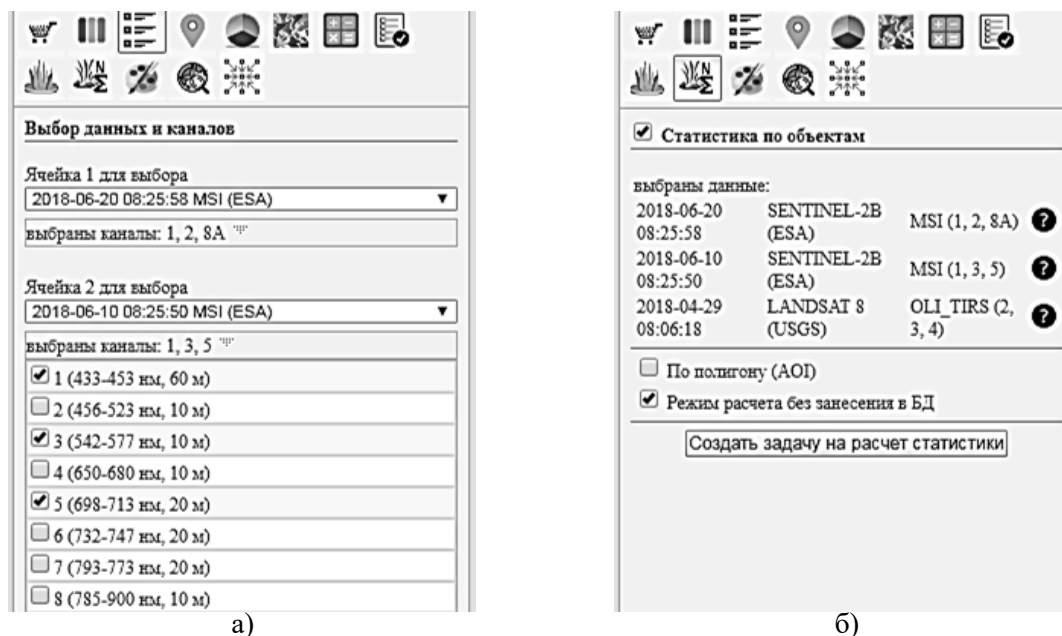 Выбор данных и каналов
Ячейка 1 для выбора
2018-06-20 08:25:58 MSI (ESA)
выбраны каналы: 1, 2, 8A
Ячейка 2 для выбора
2018-06-10 08:25:50 MSI (ESA)
выбраны каналы: 1, 3, 5
1 (433-453 нм, 60 м)
2 (456-523 нм, 10 м)
3 (542-577 нм, 10 м)
4 (650-680 нм, 10 м)
5 (698-713 нм, 20 м)
6 (732-747 нм, 20 м)
7 (793-773 нм, 20 м)
8 (785-900 нм, 10 м)
а)
N
Σ
Статистика по объектам
выбраны данные:
2018-06-20 SENTINEL-2B MSI (1, 2, 8A) ?
08:25:58 (ESA)
2018-06-10 SENTINEL-2B MSI (1, 3, 5) ?
08:25:50 (ESA)
2018-04-29 LANDSAT 8 OLI_TIRS (2, ?
08:06:18 (USGS) 3, 4)
По полигону (AOI)
Режим расчета без занесения в БД
Создать задачу на расчет статистики
б)